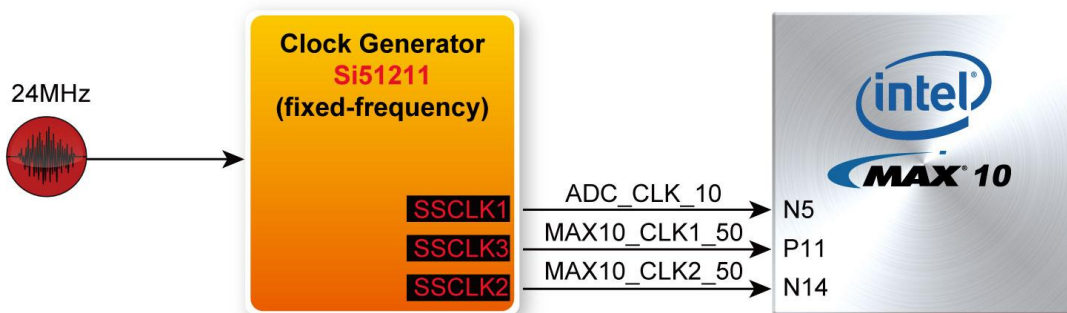 24MHz
Clock Generator
Si51211
(fixed-frequency)
SSCLK1
SSCLK3
SSCLK2
ADC_CLK_10
MAX10_CLK1_50
MAX10_CLK2_50
intel®
MAX® 10
N5
P11
N14